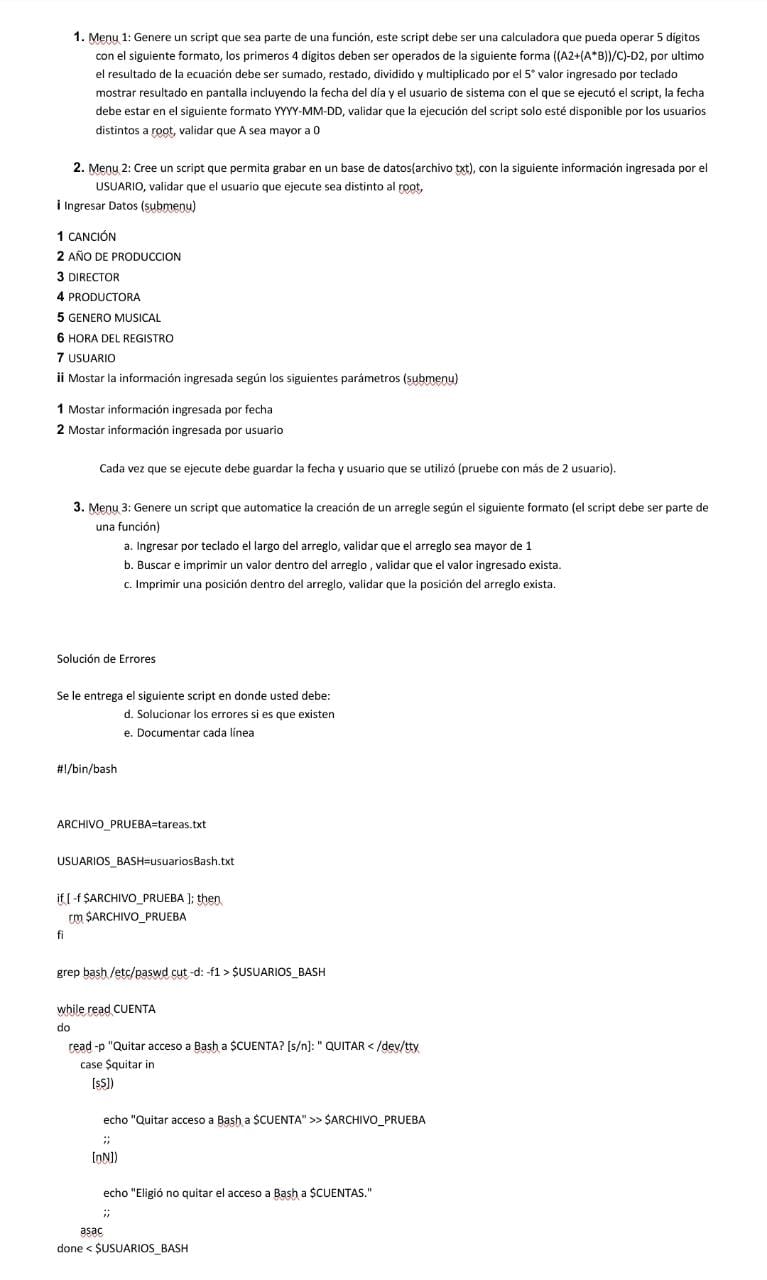 1. Menu 1: Genere un script que sea parte de una función, este script debe ser una calculadora que pueda operar 5 dígitos
con el siguiente formato, los primeros 4 dígitos deben ser operados de la siguiente forma ((A2+(A*B))/C)-D2, por ultimo
el resultado de la ecuación debe ser sumado, restado, dividido y multiplicado por el 5° valor ingresado por teclado
mostrar resultado en pantalla incluyendo la fecha del día y el usuario de sistema con el que se ejecutó el script, la fecha
debe estar en el siguiente formato YYYY-MM-DD, validar que la ejecución del script solo esté disponible por los usuarios
distintos a root, validar que A sea mayor a 0
2. Menu 2: Cree un script que permita grabar en un base de datos(archivo txt), con la siguiente información ingresada por el
USUARIO, validar que el usuario que ejecute sea distinto al root,
i Ingresar Datos (submenu)
1 CANCIÓN
2 AÑO DE PRODUCCION
3 DIRECTOR
4 PRODUCTORA
5 GENERO MUSICAL
6 HORA DEL REGISTRO
7 USUARIO
ii Mostar la información ingresada según los siguientes parámetros (submenu)
1 Mostar información ingresada por fecha
2 Mostar información ingresada por usuario
Cada vez que se ejecute debe guardar la fecha y usuario que se utilizó (pruebe con más de 2 usuario).
3. Menu 3: Genere un script que automatice la creación de un arregle según el siguiente formato (el script debe ser parte de
una función)
a. Ingresar por teclado el largo del arreglo, validar que el arreglo sea mayor de 1
b. Buscar e imprimir un valor dentro del arreglo , validar que el valor ingresado exista.
c. Imprimir una posición dentro del arreglo, validar que la posición del arreglo exista.
Solución de Errores
Se le entrega el siguiente script en donde usted debe:
d. Solucionar los errores si es que existen
e. Documentar cada línea
#!/bin/bash
ARCHIVO_PRUEBA=tareas.txt
USUARIOS_BASH=usuariosBash.txt
if [ -f $ARCHIVO_PRUEBA ]; then
rm $ARCHIVO_PRUEBA
fi
grep bash /etc/paswd cut -d: -f1 > $USUARIOS_BASH
while read CUENTA
do
read -p "Quitar acceso a Bash a $CUENTA? [s/n]: " QUITAR < /dev/tty
case $quitar in
[sS])
echo "Quitar acceso a Bash a $CUENTA" >> $ARCHIVO_PRUEBA
;;
[nN])
echo "Eligió no quitar el acceso a Bash a $CUENTAS."
;;
asac
done < $USUARIOS_BASH